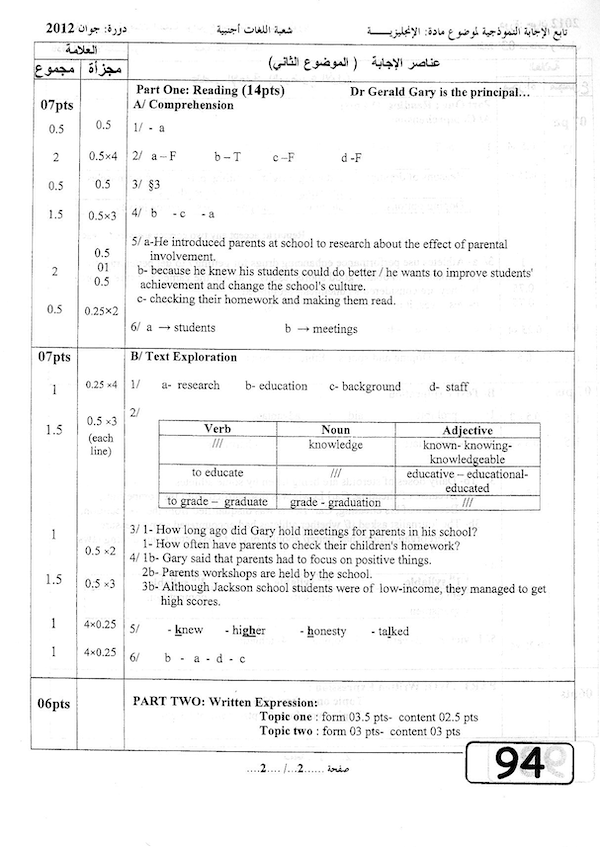 تابع الإجابة النموذجية لموضوع مادة: الإنجليزيـــــة شعبة اللغات أجنبية دورة: جوان 2012
العلامة
عناصر الإجابة ( الموضوع الثاني) مجزأة مجموع
Part One: Reading (14pts) Dr Gerald Gary is the principal...
07pts A/ Comprehension
0.5 0.5 1/ - a
2 0.5×4 2/ a – F b – T c –F d -F
0.5 0.5 3/ §3
1.5 0.5×3 4/ b - c - a
5/ a-He introduced parents at school to research about the effect of parental
0.5 involvement.
2 01 b- because he knew his students could do better / he wants to improve students'
0.5 achievement and change the school's culture.
c- checking their homework and making them read.
0.5 0.25×2
6/ a → students b → meetings
07pts B/ Text Exploration
1 0.25 ×4 1/ a- research b- education c- background d- staff
1.5 0.5 ×3 (each line) 2/
Verb Noun Adjective
/// knowledge known- knowing-
knowledgeable
to educate /// educative – educational-
educated
to grade – graduate grade - graduation ///
1 3/ 1- How long ago did Gary hold meetings for parents in his school?
0.5 ×2 1- How often have parents to check their children's homework?
4/ 1b- Gary said that parents had to focus on positive things.
1.5 0.5 ×3 2b- Parents workshops are held by the school.
3b- Although Jackson school students were of low-income, they managed to get
high scores.
1 4×0.25 5/ - knew - higher - honesty - talked
1 4×0.25 6/ b - a - d - c
06pts PART TWO: Written Expression:
Topic one : form 03.5 pts- content 02.5 pts
Topic two : form 03 pts- content 03 pts
صفحة ......2..../ ....2....
94